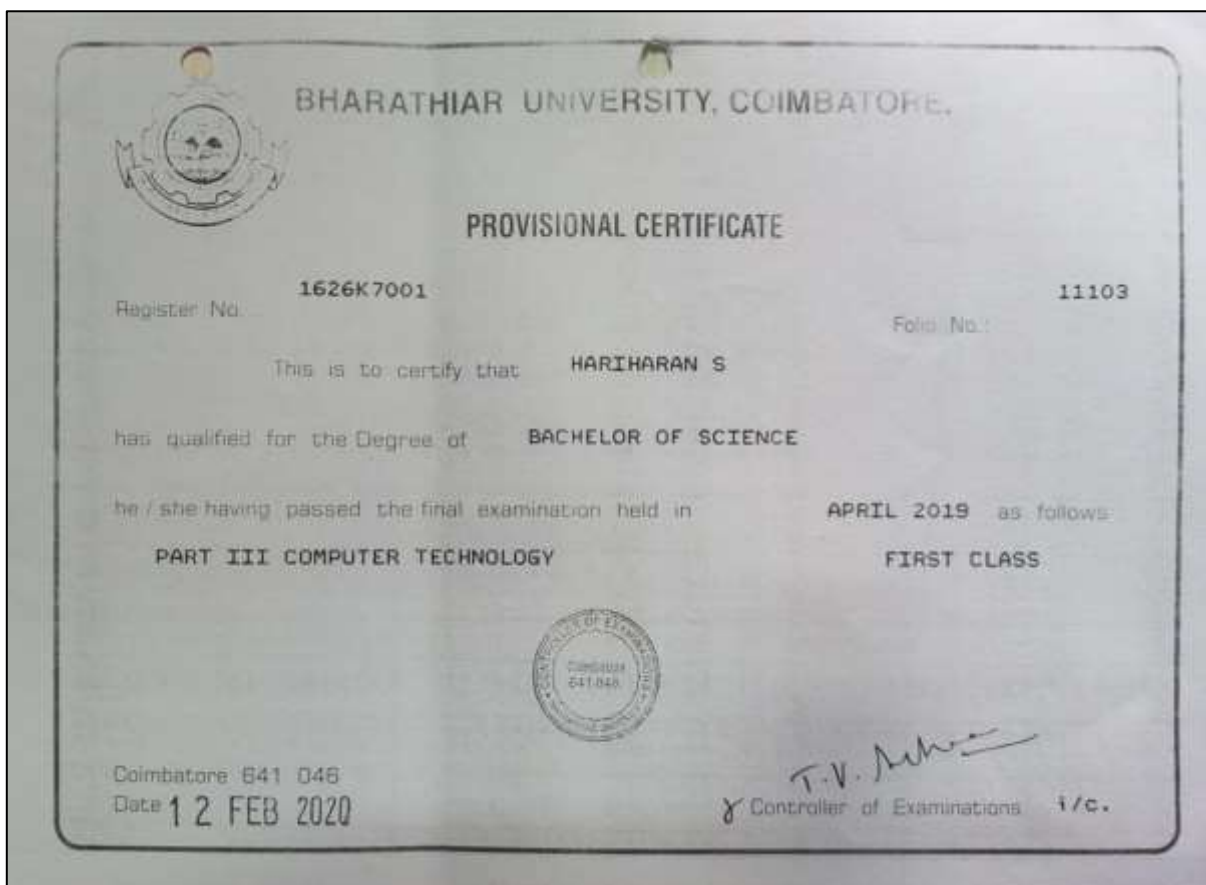 BHARATHIAR UNIVERSITY, COIMBATORE.
PROVISIONAL CERTIFICATE
Register No. 1626K7001
Folio No.: 11103
This is to certify that HARIHARAN S
has qualified for the Degree of BACHELOR OF SCIENCE
he / she having passed the final examination held in APRIL 2019 as follows
PART III COMPUTER TECHNOLOGY FIRST CLASS
CONTROLLER OF EXAMINATIONS
641 046.
T.V.
Coimbatore 641 046
Date 12 FEB 2020
Controller of Examinations i/c.